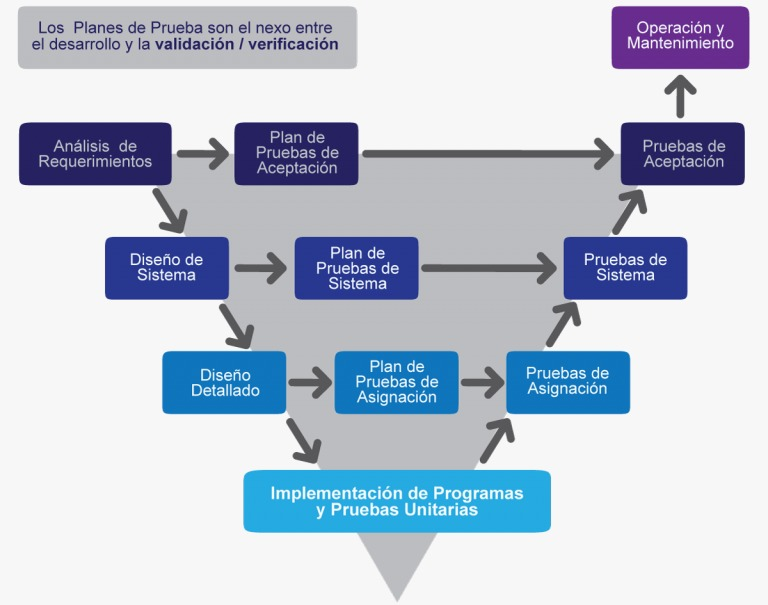 Los Planes de Prueba son el nexo entre
el desarrollo y la validación / verificación
Operación y
Mantenimiento
Análisis de
Requerimientos
Plan de
Pruebas de
Aceptación
Pruebas de
Aceptación
Diseño de
Sistema
Plan de
Pruebas de
Sistema
Pruebas de
Sistema
Diseño
Detallado
Plan de
Pruebas de
Asignación
Pruebas de
Asignación
Implementación de Programas
y Pruebas Unitarias